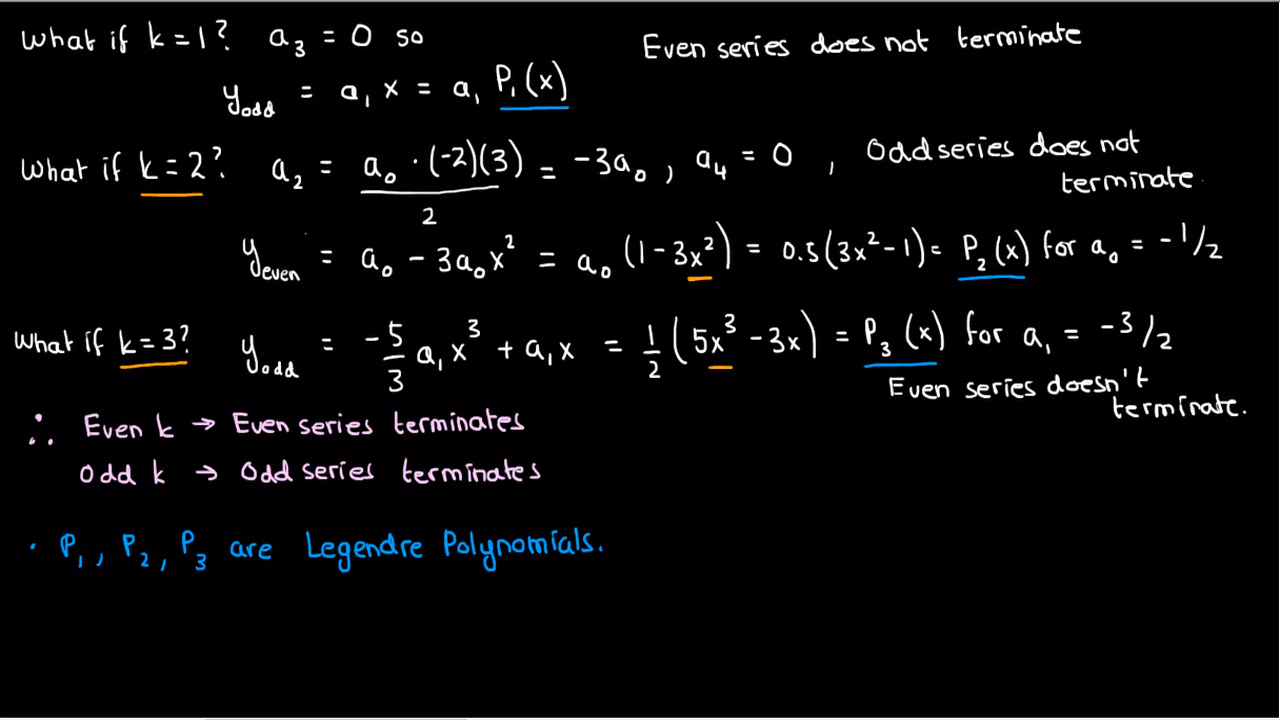 What if k = 1? a₃ = 0 so Even series does not terminate
y_odd = a₁ x = a₁ P₁(x)
What if k = 2? a₂ = a₀ · (-2)(3) / 2 = -3a₀, a₄ = 0, Odd series does not terminate.
y_even = a₀ - 3a₀x² = a₀ (1 - 3x²) = 0.5(3x² - 1) = P₂(x) for a₀ = -1/2
What if k = 3? y_odd = -5/3 a₁x³ + a₁x = 1/2 (5x³ - 3x) = P₃(x) for a₁ = -3/2
Even series doesn't
terminate.
∴ Even k → Even series terminates
Odd k → Odd series terminates
· P₁, P₂, P₃ are Legendre Polynomials.